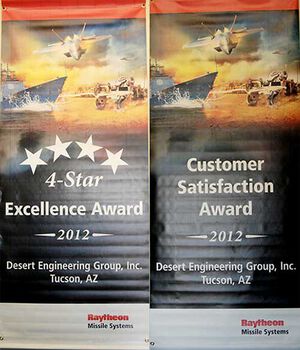 4-Star
Excellence Award
2012
Desert Engineering Group, Inc.
Tucson, AZ
Raytheon
Missile Systems
Customer
Satisfaction
Award
2012
Desert Engineering Group, Inc.
Tucson, AZ
Raytheon
Missile Systems